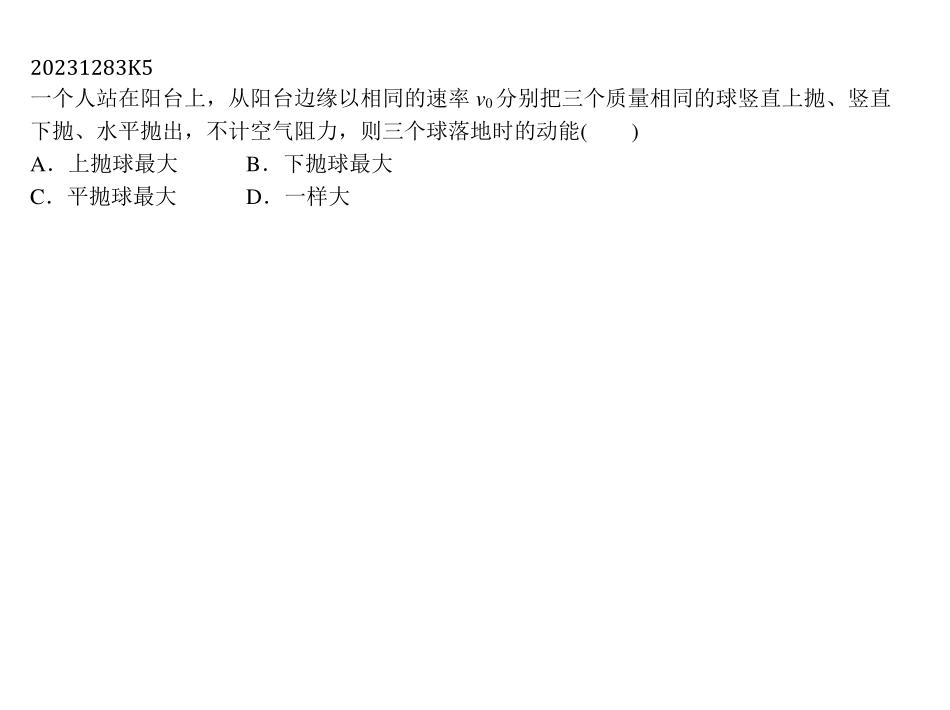 20231283K5
一个人站在阳台上，从阳台边缘以相同的速率 v₀ 分别把三个质量相同的球竖直上抛、竖直
下抛、水平抛出，不计空气阻力，则三个球落地时的动能(　　)
A．上抛球最大　　　B．下抛球最大
C．平抛球最大　　　D．一样大